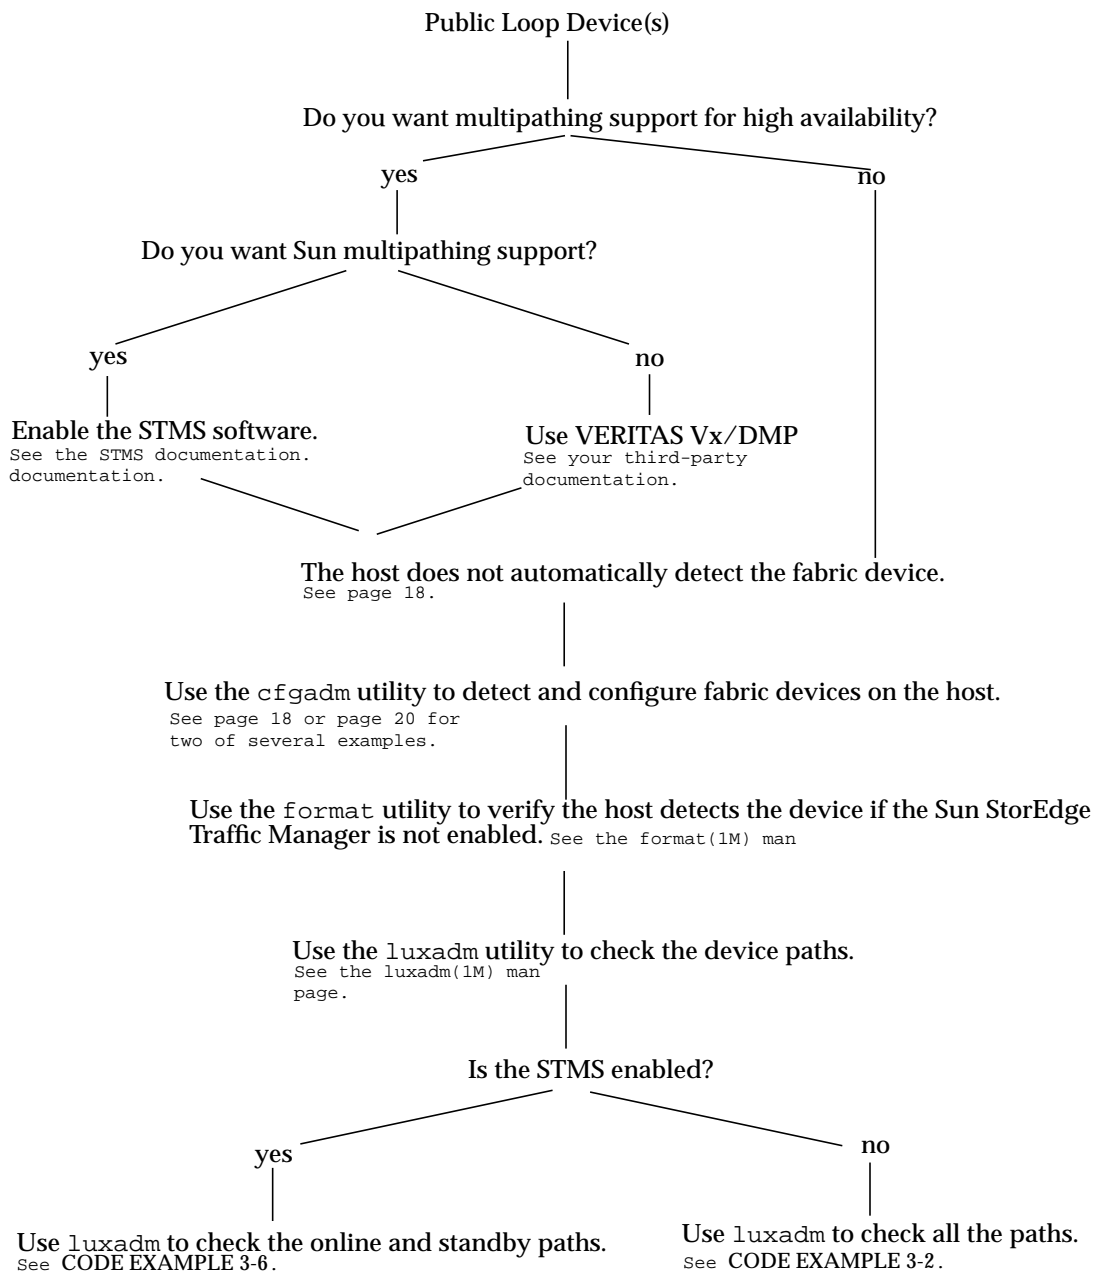 Public Loop Device(s)
Do you want multipathing support for high availability?
yes
no
Do you want Sun multipathing support?
yes
no
Enable the STMS software.
See the STMS documentation.
documentation.
Use VERITAS Vx/DMP
See your third-party
documentation.
The host does not automatically detect the fabric device.
See page 18.
Use the cfgadm utility to detect and configure fabric devices on the host.
See page 18 or page 20 for
two of several examples.
Use the format utility to verify the host detects the device if the Sun StorEdge
Traffic Manager is not enabled. See the format(1M) man
Use the luxadm utility to check the device paths.
See the luxadm(1M) man
page.
Is the STMS enabled?
yes
no
Use luxadm to check the online and standby paths.
See CODE EXAMPLE 3-6.
Use luxadm to check all the paths.
See CODE EXAMPLE 3-2.